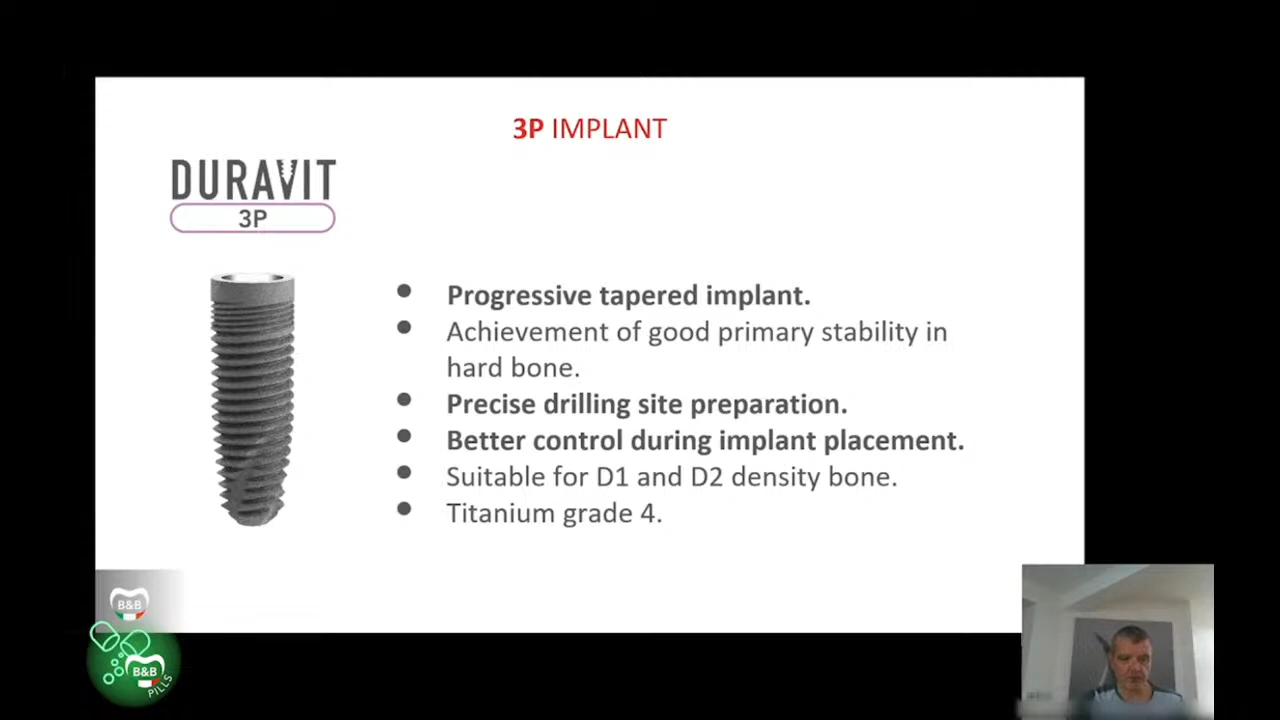 3P IMPLANT
DURAVIT
3P
● Progressive tapered implant.
● Achievement of good primary stability in
hard bone.
● Precise drilling site preparation.
● Better control during implant placement.
● Suitable for D1 and D2 density bone.
● Titanium grade 4.
B&B
B&B
PILLS